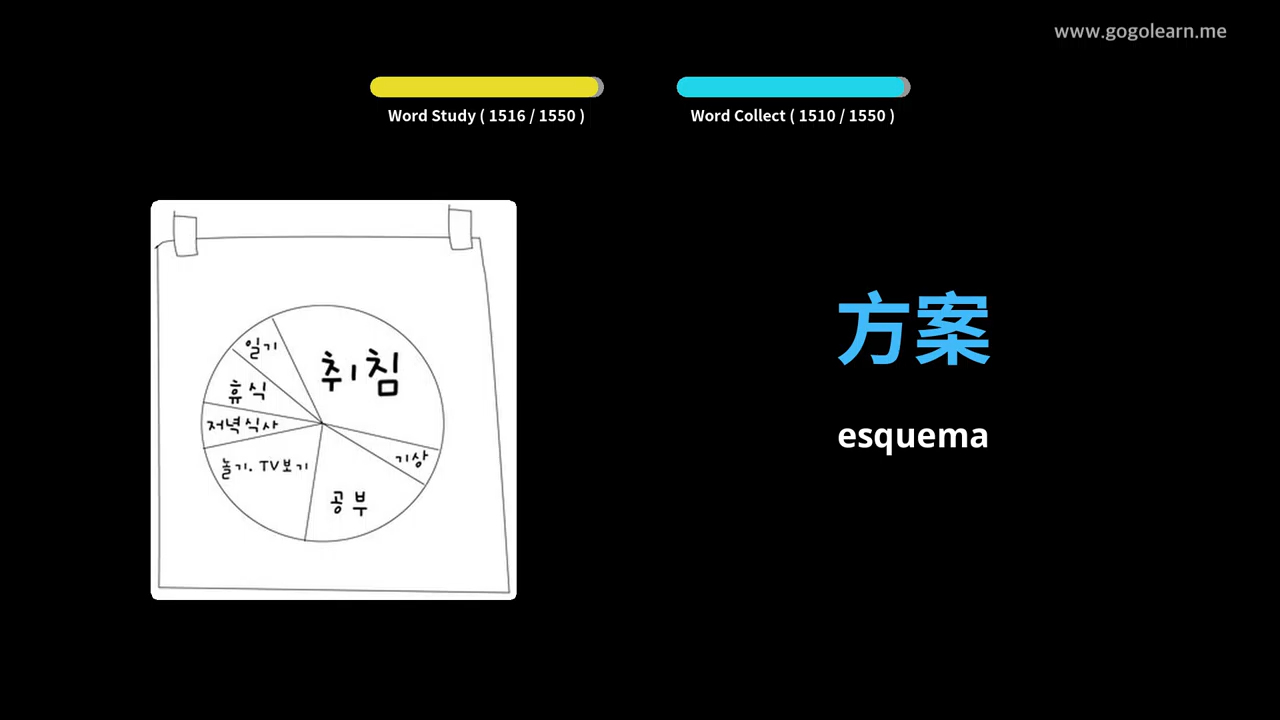 www.gogolearn.me
Word Study ( 1516 / 1550 )
Word Collect ( 1510 / 1550 )
일기
취침
휴식
저녁식사
놀기. TV보기
기상
공부
方案
esquema